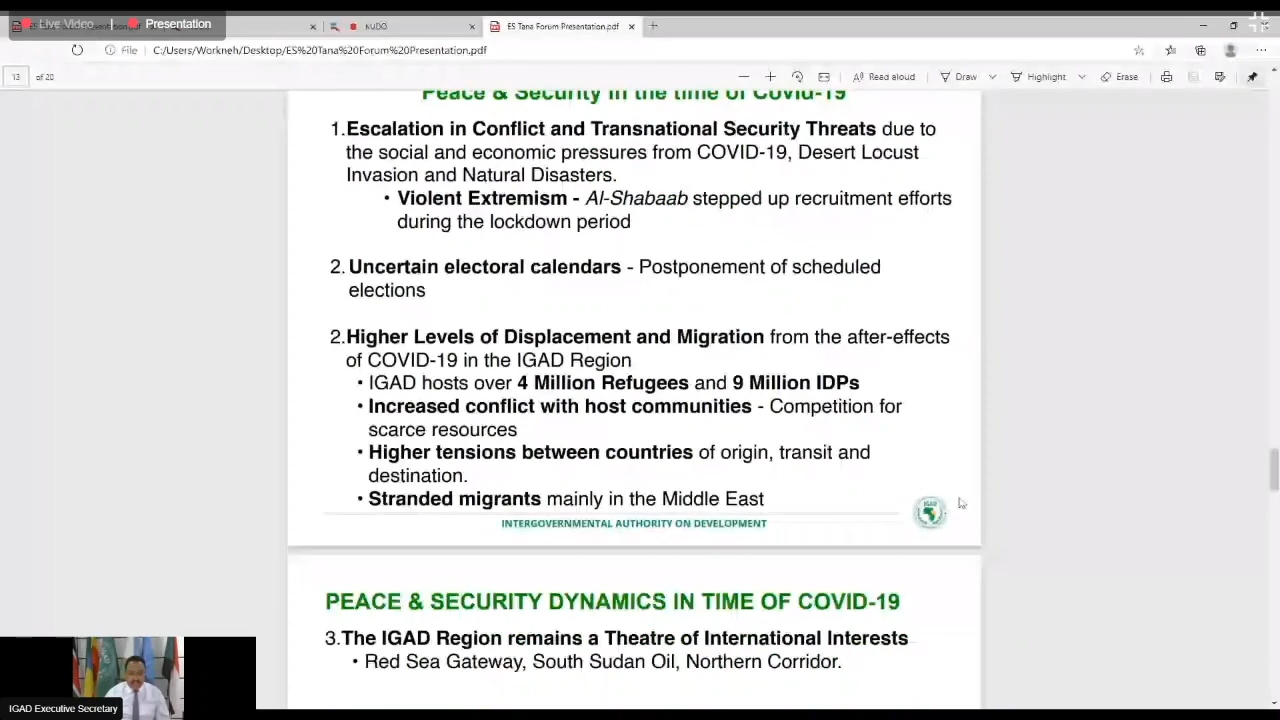 Live Video
Presentation
KUDO
ES Tana Forum Presentation.pdf
File
C:/Users/Workneh/Desktop/ES%20Tana%20Forum%20Presentation.pdf
13 of 20
Read aloud
Draw
Highlight
Erase
Peace & Security in the time of Covid-19
1.Escalation in Conflict and Transnational Security Threats due to
the social and economic pressures from COVID-19, Desert Locust
Invasion and Natural Disasters.
• Violent Extremism - Al-Shabaab stepped up recruitment efforts
during the lockdown period
2. Uncertain electoral calendars - Postponement of scheduled
elections
2.Higher Levels of Displacement and Migration from the after-effects
of COVID-19 in the IGAD Region
• IGAD hosts over 4 Million Refugees and 9 Million IDPs
• Increased conflict with host communities - Competition for
scarce resources
• Higher tensions between countries of origin, transit and
destination.
• Stranded migrants mainly in the Middle East
IGAD
INTERGOVERNMENTAL AUTHORITY ON DEVELOPMENT
PEACE & SECURITY DYNAMICS IN TIME OF COVID-19
3.The IGAD Region remains a Theatre of International Interests
• Red Sea Gateway, South Sudan Oil, Northern Corridor.
IGAD Executive Secretary